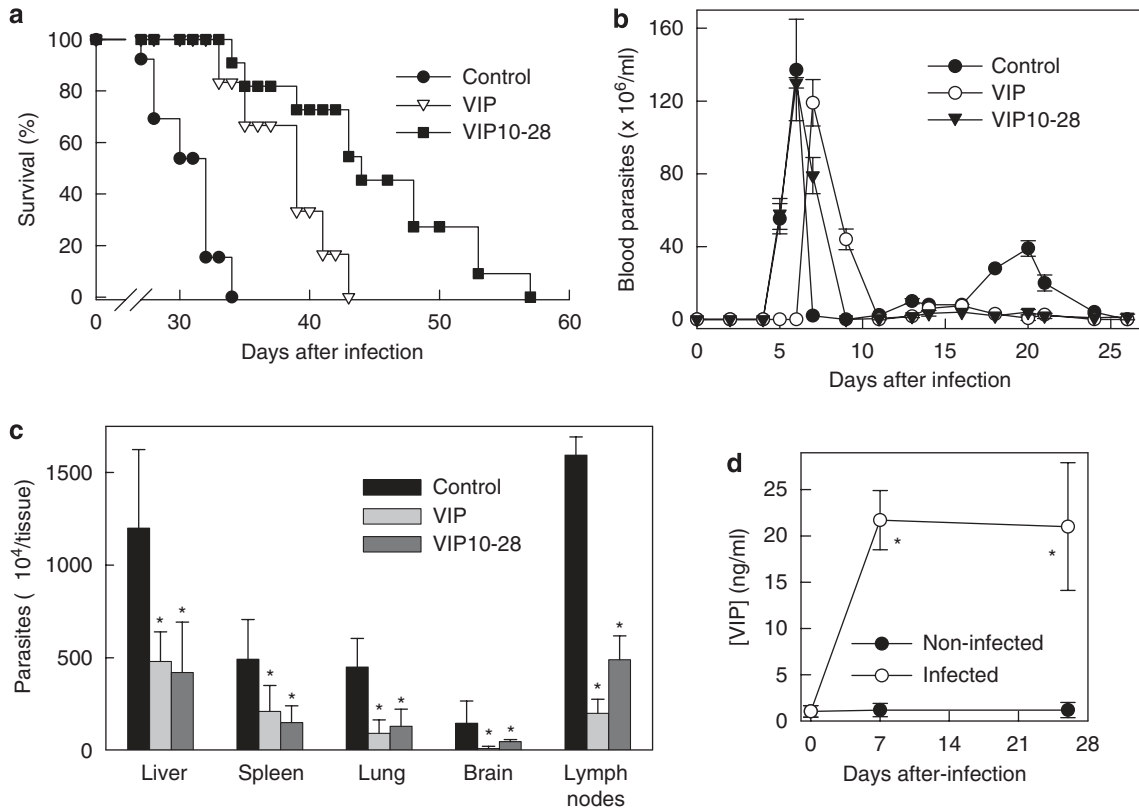 a
100
80
60
40
20
0
Survival (%)
Control
VIP
VIP10-28
0
30
40
50
60
Days after infection
b
160
120
80
40
0
Blood parasites (x 10⁶/ml)
Control
VIP
VIP10-28
0
5
10
15
20
25
Days after infection
c
1500
1000
500
0
Parasites ( 10⁴/tissue)
Control
VIP
VIP10-28
* *
* *
* *
* *
* *
Liver
Spleen
Lung
Brain
Lymph
nodes
d
25
20
15
10
5
0
[VIP] (ng/ml)
*
*
Non-infected
Infected
0
7
14
21
28
Days after-infection